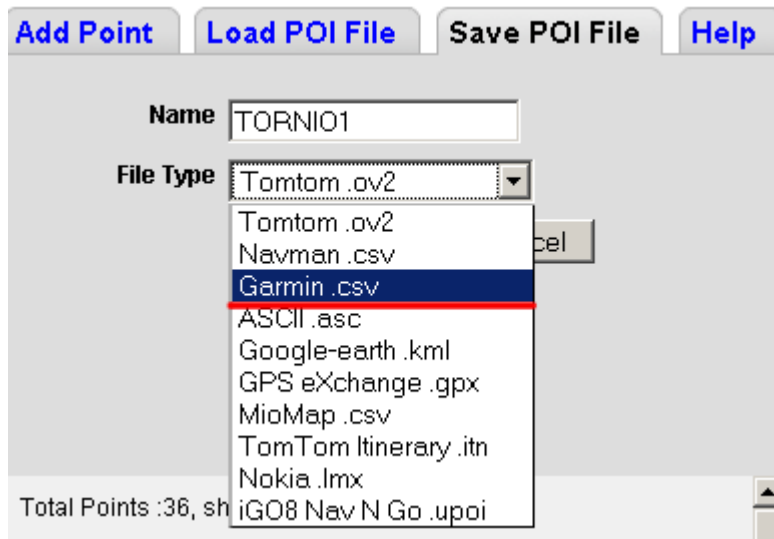 Add Point Load POI File Save POI File Help
Name TORNIO1
File Type Tomtom .ov2
Tomtom .ov2
Navman .csv
Garmin .csv
ASCII .asc
Google-earth .kml
GPS eXchange .gpx
MioMap .csv
TomTom Itinerary .itn
Nokia .lmx
Total Points :36, sh
iGO8 Nav N Go .upoi